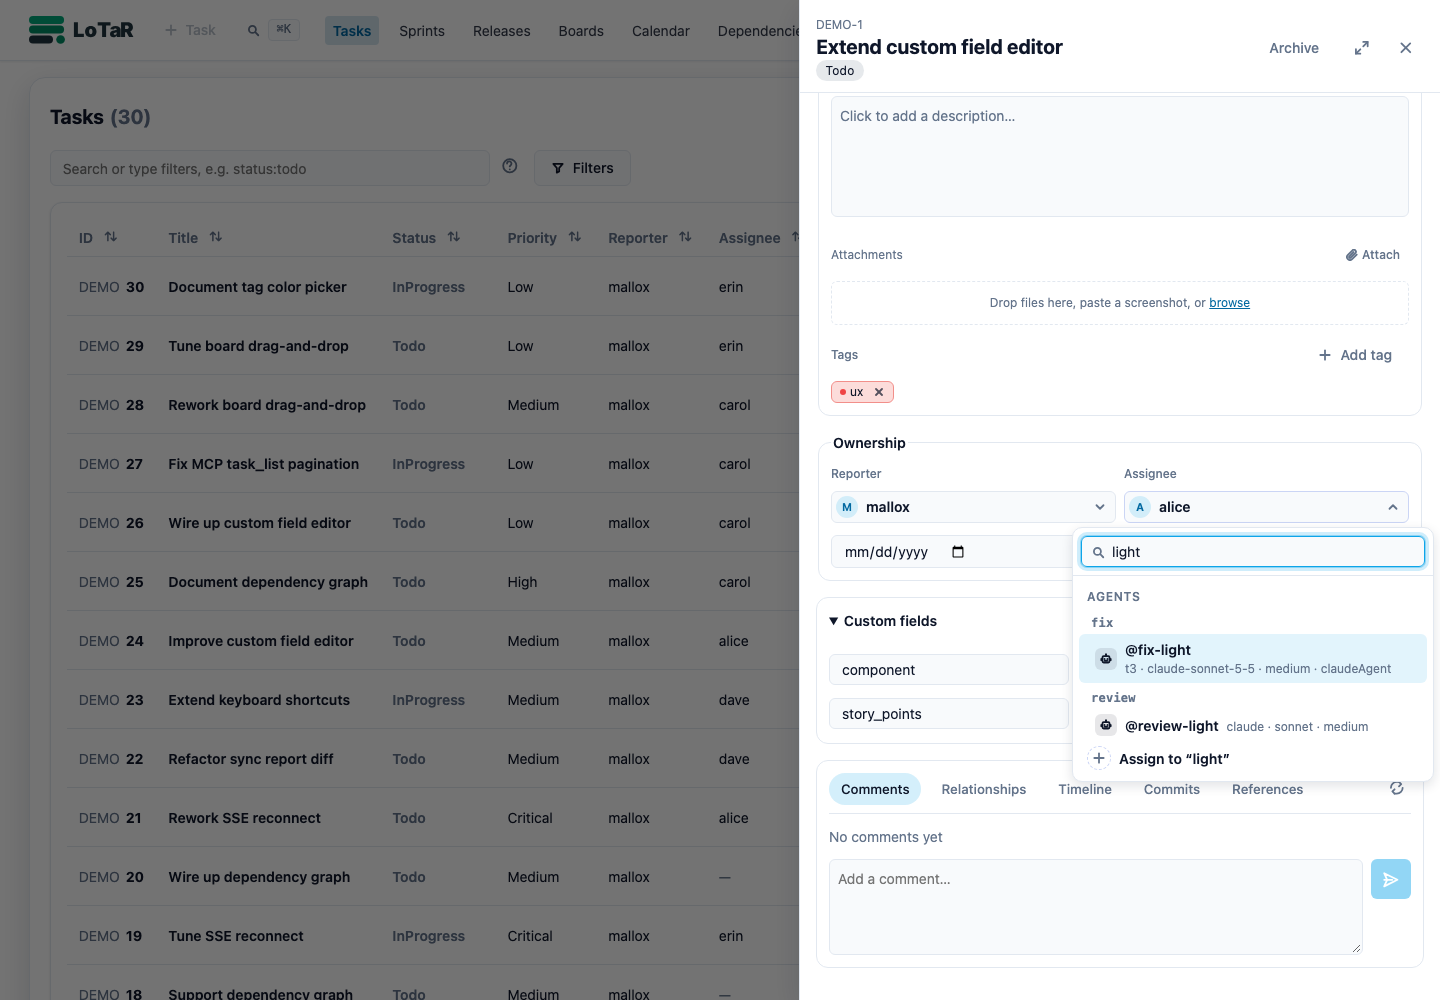 LoTaR
+ Task
⌘K
Tasks
Sprints
Releases
Boards
Calendar
Dependencie
Tasks (30)
Search or type filters, e.g. status:todo
Filters
ID Title Status Priority Reporter Assignee
DEMO 30 Document tag color picker InProgress Low mallox erin
DEMO 29 Tune board drag-and-drop Todo Low mallox erin
DEMO 28 Rework board drag-and-drop Todo Medium mallox carol
DEMO 27 Fix MCP task_list pagination InProgress Low mallox carol
DEMO 26 Wire up custom field editor Todo Low mallox carol
DEMO 25 Document dependency graph Todo High mallox carol
DEMO 24 Improve custom field editor Todo Medium mallox alice
DEMO 23 Extend keyboard shortcuts InProgress Medium mallox dave
DEMO 22 Refactor sync report diff Todo Medium mallox dave
DEMO 21 Rework SSE reconnect Todo Critical mallox alice
DEMO 20 Wire up dependency graph Todo Medium mallox —
DEMO 19 Tune SSE reconnect InProgress Critical mallox erin
DEMO 18 Support dependency graph Todo Medium mallox —
DEMO-1
Extend custom field editor
Todo
Archive
Click to add a description...
Attachments
Attach
Drop files here, paste a screenshot, or browse
Tags
+ Add tag
ux
Ownership
Reporter
Assignee
M mallox
A alice
mm/dd/yyyy
light
AGENTS
fix
@fix-light
t3 · claude-sonnet-5-5 · medium · claudeAgent
review
@review-light claude · sonnet · medium
Assign to “light”
Custom fields
component
story_points
Comments
Relationships
Timeline
Commits
References
No comments yet
Add a comment...